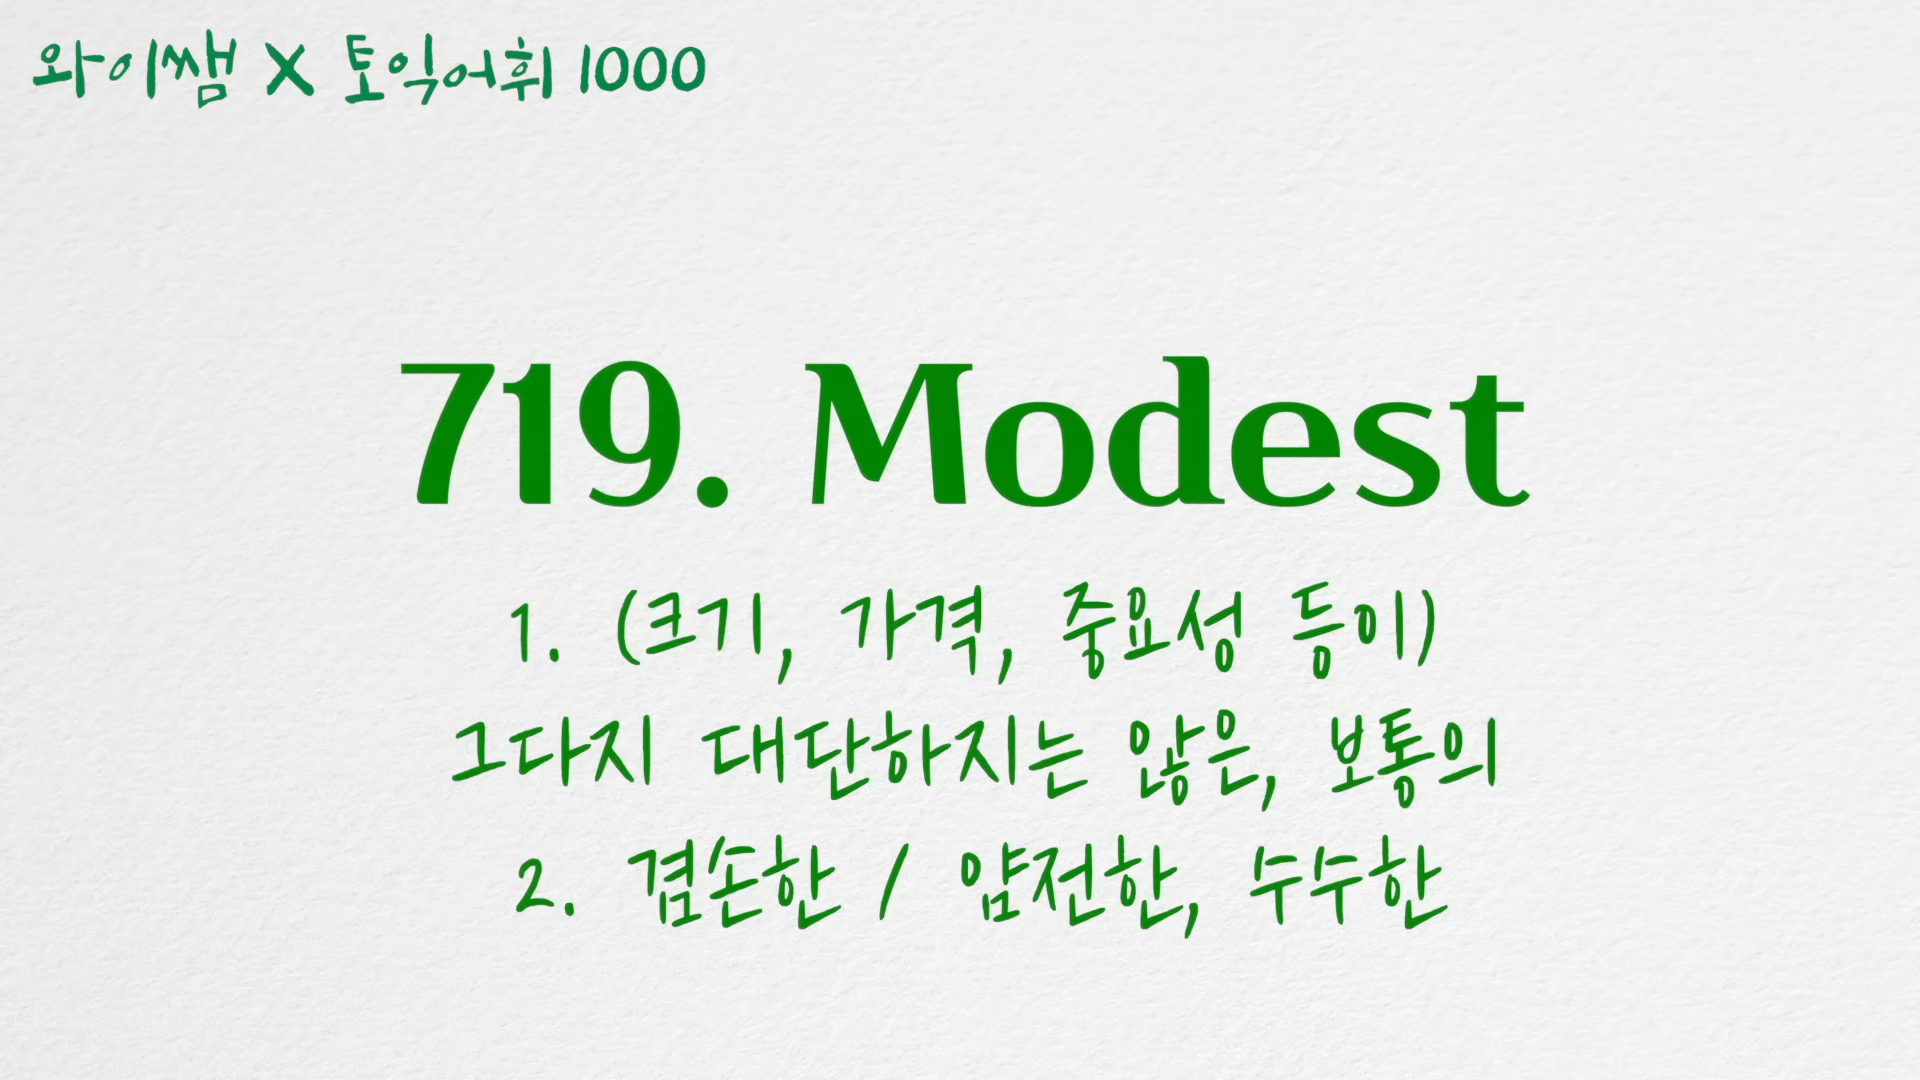 와이쌤 X 토익어휘 1000
719. Modest
1. (크기, 가격, 중요성 등이)
그다지 대단하지는 않은, 보통의
2. 겸손한 / 얌전한, 수수한